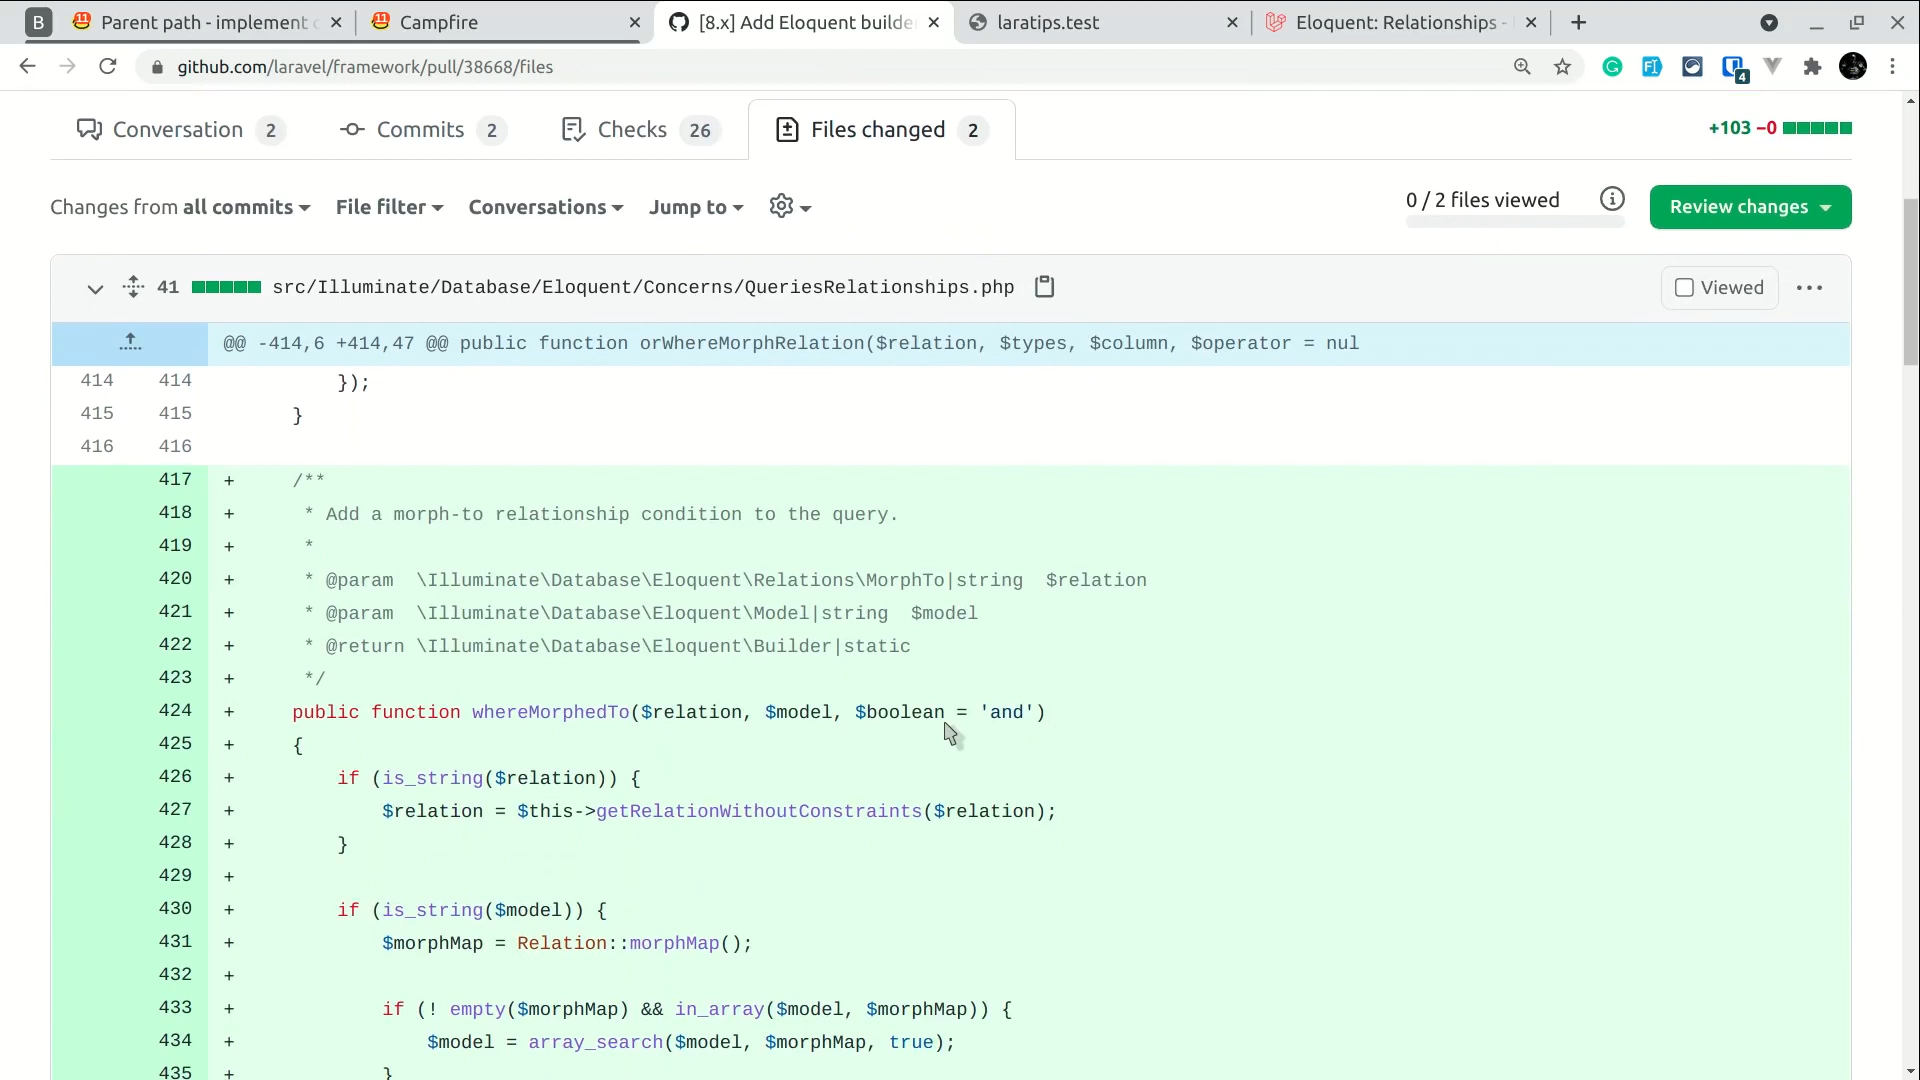 B
Parent path - implement
Campfire
[8.x] Add Eloquent builde
laratips.test
Eloquent: Relationships -
github.com/laravel/framework/pull/38668/files
4
Conversation 2
Commits 2
Checks 26
Files changed 2
+103 −0
Changes from all commits
File filter
Conversations
Jump to
0 / 2 files viewed
Review changes
41 src/Illuminate/Database/Eloquent/Concerns/QueriesRelationships.php
Viewed
@@ -414,6 +414,47 @@ public function orWhereMorphRelation($relation, $types, $column, $operator = nul
414 414 });
415 415 }
416 416
417 + /**
418 + * Add a morph-to relationship condition to the query.
419 + *
420 + * @param \Illuminate\Database\Eloquent\Relations\MorphTo|string $relation
421 + * @param \Illuminate\Database\Eloquent\Model|string $model
422 + * @return \Illuminate\Database\Eloquent\Builder|static
423 + */
424 + public function whereMorphedTo($relation, $model, $boolean = 'and')
425 + {
426 + if (is_string($relation)) {
427 + $relation = $this->getRelationWithoutConstraints($relation);
428 + }
429 +
430 + if (is_string($model)) {
431 + $morphMap = Relation::morphMap();
432 +
433 + if (! empty($morphMap) && in_array($model, $morphMap)) {
434 + $model = array_search($model, $morphMap, true);
435 + }